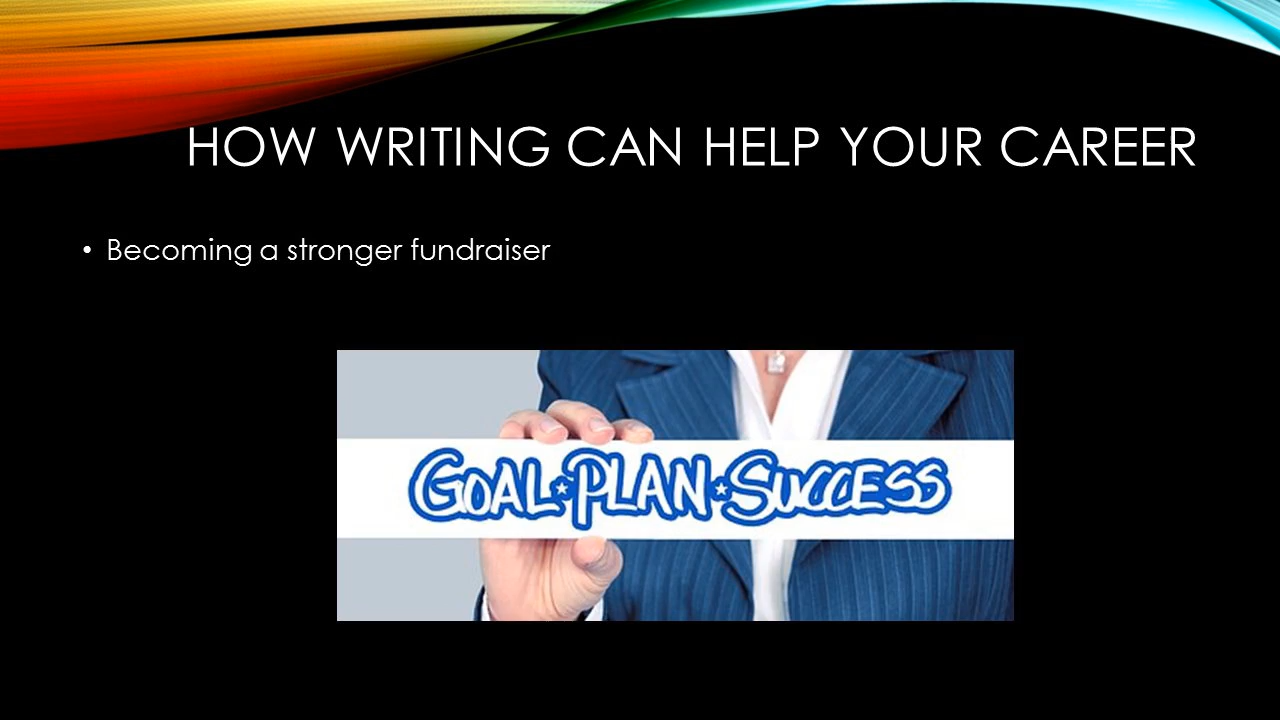 HOW WRITING CAN HELP YOUR CAREER
• Becoming a stronger fundraiser
GOAL★PLAN★SUCCESS